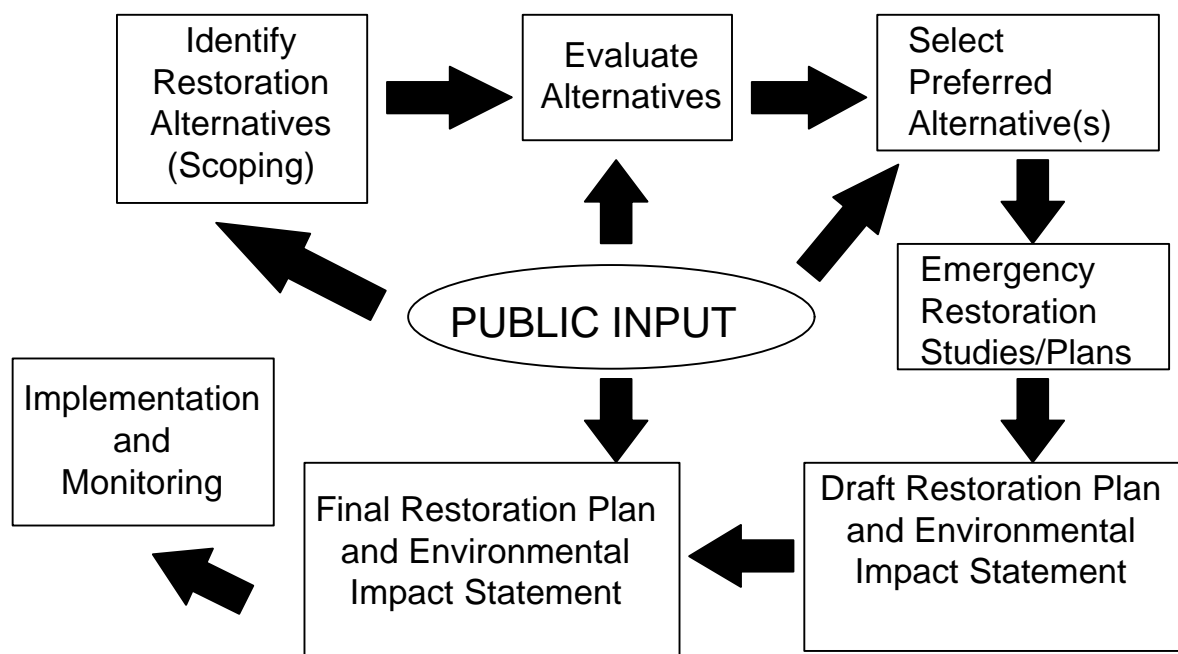 Identify
Restoration
Alternatives
(Scoping)
Evaluate
Alternatives
Select
Preferred
Alternative(s)
PUBLIC INPUT
Emergency
Restoration
Studies/Plans
Implementation
and
Monitoring
Final Restoration Plan
and Environmental
Impact Statement
Draft Restoration Plan
and Environmental
Impact Statement